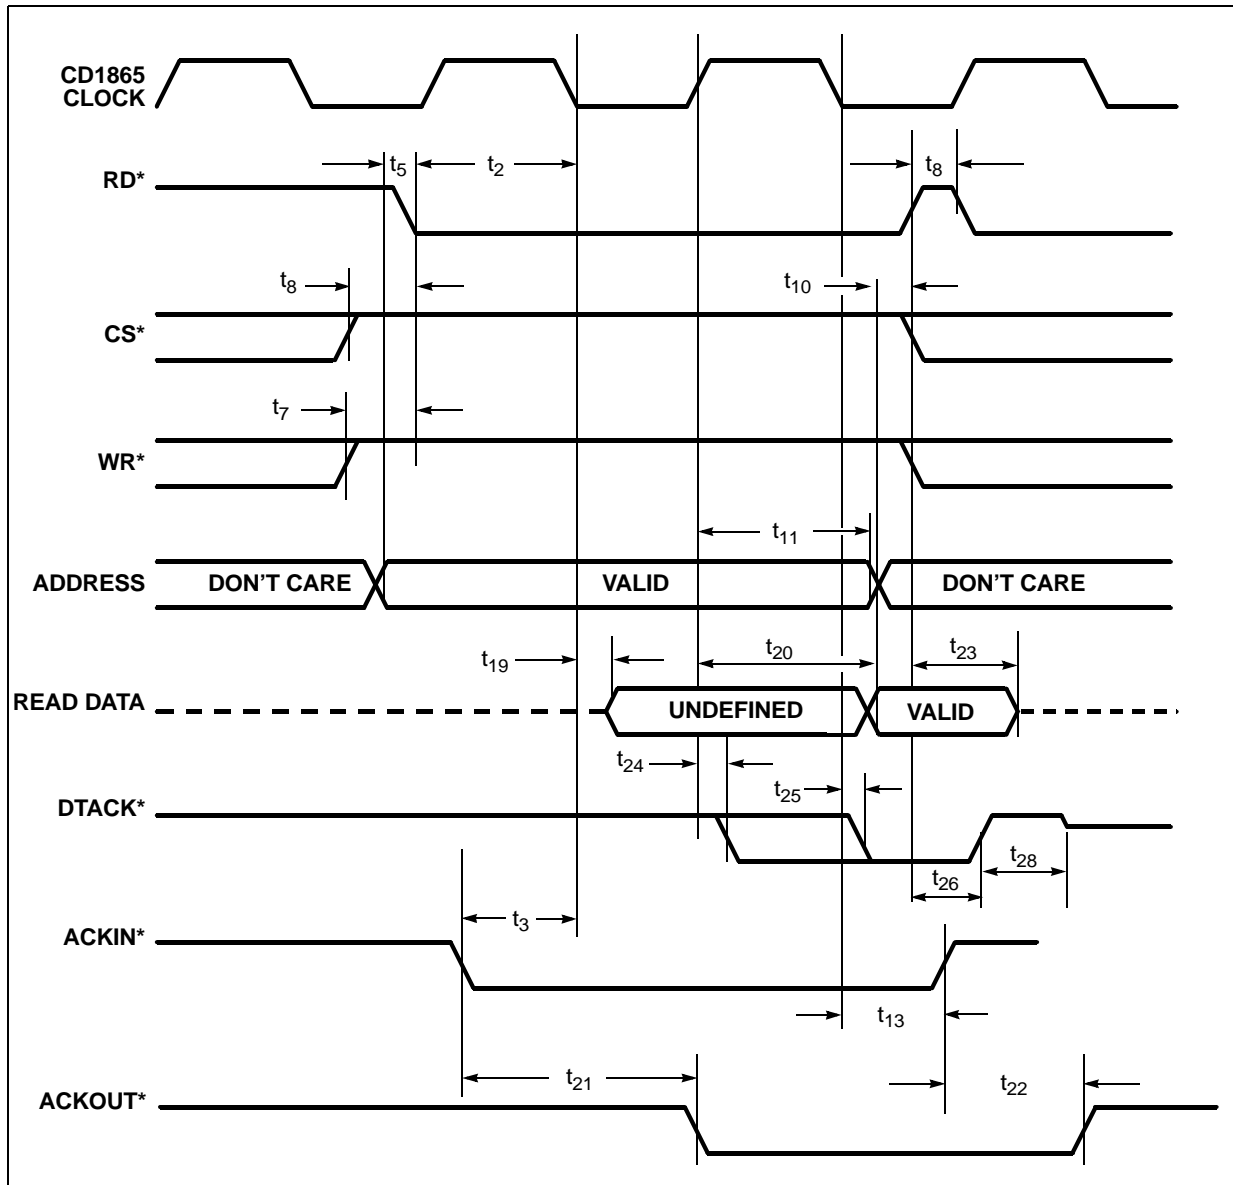 CD1865
CLOCK
t5
t2
t8
RD*
t8
t10
CS*
t7
WR*
t11
ADDRESS DON'T CARE VALID DON'T CARE
t19
t20
t23
READ DATA UNDEFINED VALID
t24
t25
DTACK*
t28
t26
t3
ACKIN*
t13
t21
t22
ACKOUT*